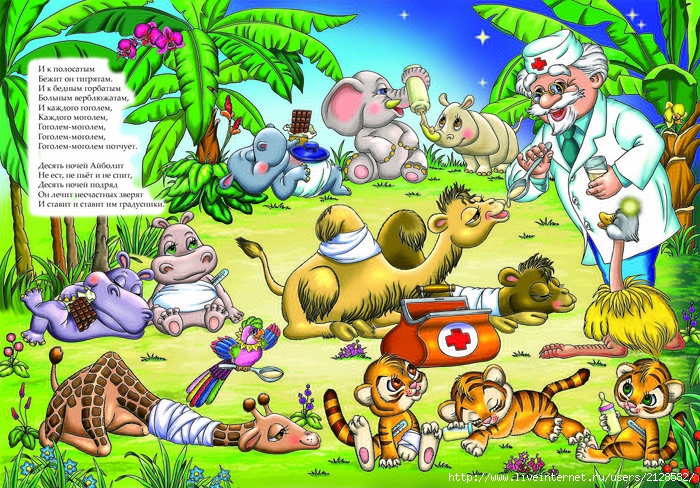 И к полосатым
Бежит он тигрятам.
И к бедным горбатым
Больным верблюжатам,
И каждого гоголем,
Каждого моголем,
Гоголем-моголем,
Гоголем-моголем,
Гоголем-моголем потчует.
Десять ночей Айболит
Не ест, не пьёт и не спит,
Десять ночей подряд
Он лечит несчастных зверят
И ставит и ставит им градусники.
http://www.liveinternet.ru/users/2128582/